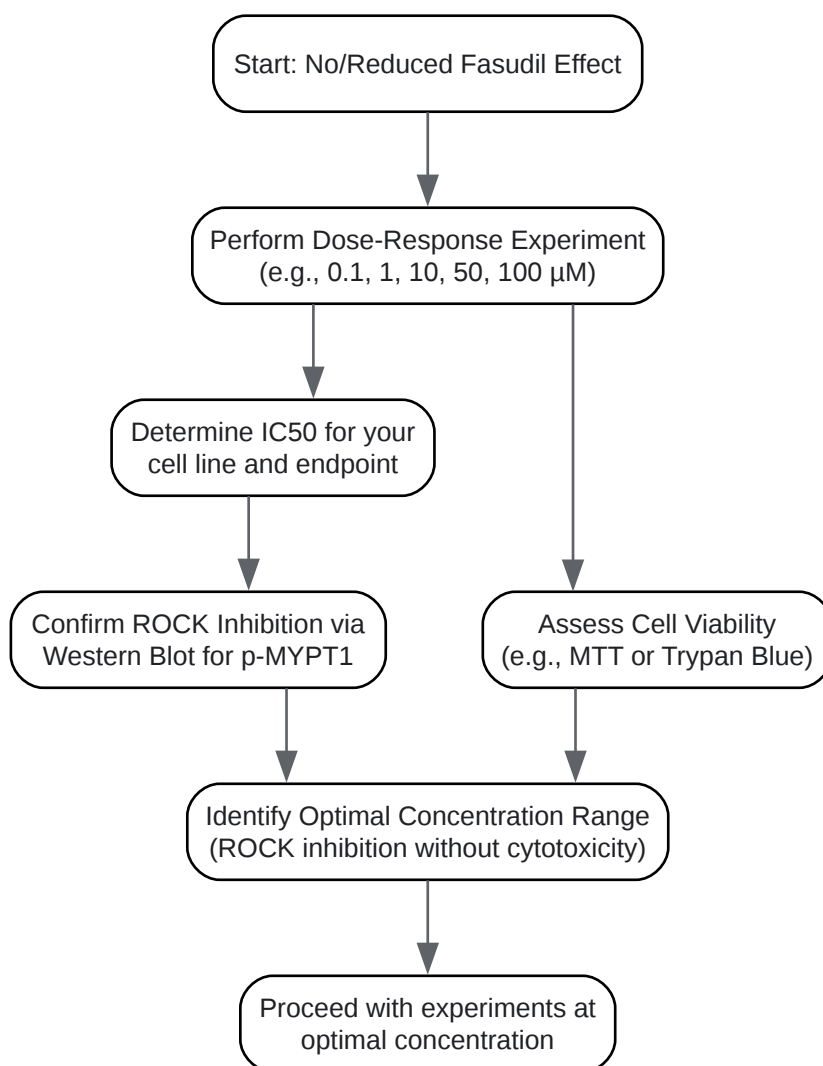 Start: No/Reduced Fasudil Effect
Perform Dose-Response Experiment
(e.g., 0.1, 1, 10, 50, 100 µM)
Determine IC50 for your
cell line and endpoint
Confirm ROCK Inhibition via
Western Blot for p-MYPT1
Assess Cell Viability
(e.g., MTT or Trypan Blue)
Identify Optimal Concentration Range
(ROCK inhibition without cytotoxicity)
Proceed with experiments at
optimal concentration